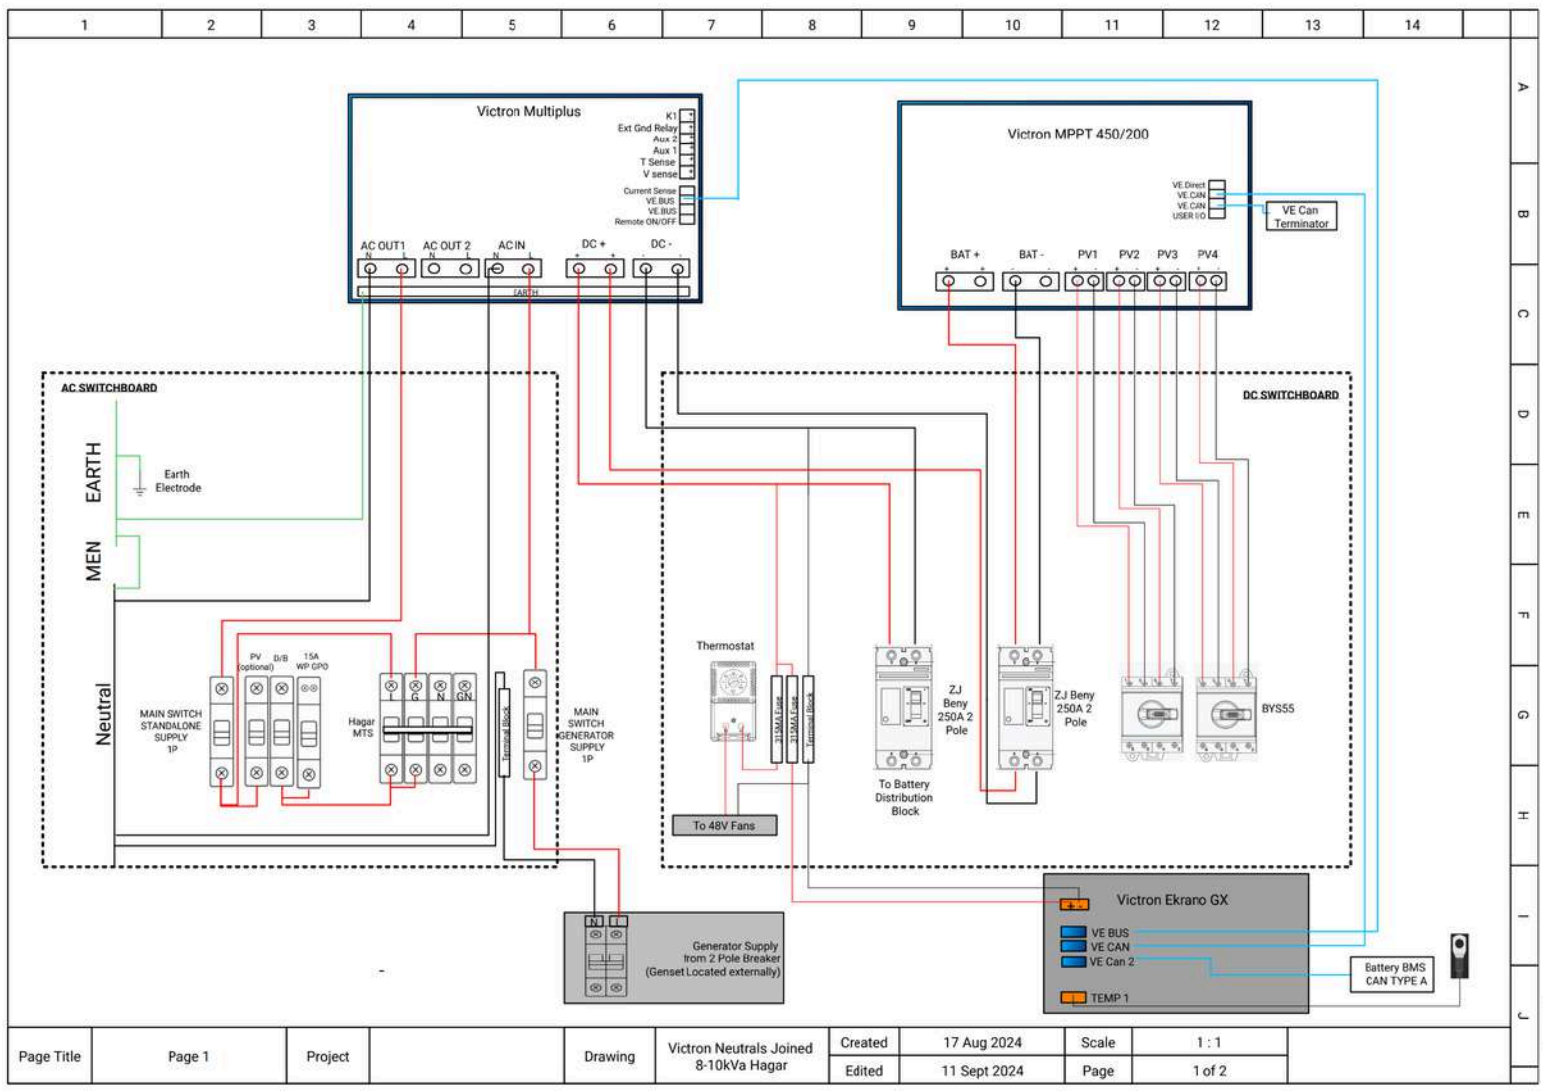 1 2 3 4 5 6 7 8 9 10 11 12 13 14
A
B
C
D
E
F
G
H
I
J
Victron Multiplus
K1
Ext Gnd Relay
Aux 2
Aux 1
T Sense
V sense
Current Sense
VE.BUS
VE.BUS
Remote ON/OFF
AC OUT1 AC OUT 2 AC IN DC + DC -
N L N L N L + + - -
EARTH
Victron MPPT 450/200
VE.Direct
VE.CAN
VE.CAN
USER I/O
VE Can
Terminator
BAT + BAT - PV1 PV2 PV3 PV4
+ + - - + - + - + - + -
AC SWITCHBOARD
EARTH
Earth
Electrode
MEN
Neutral
MAIN SWITCH
STANDALONE
SUPPLY
1P
PV
(optional)
D/B
15A
WP GPO
Hagar
MTS
L G N GN
Terminal Block
MAIN
SWITCH
GENERATOR
SUPPLY
1P
DC SWITCHBOARD
Thermostat
315MA Fuse
315MA Fuse
Terminal Block
To 48V Fans
ZJ
Beny
250A 2
Pole
To Battery
Distribution
Block
ZJ Beny
250A 2
Pole
BYS55
N L
Generator Supply
from 2 Pole Breaker
(Genset Located externally)
-
Victron Ekrano GX
+ -
VE BUS
VE CAN
VE Can 2
TEMP 1
Battery BMS
CAN TYPE A
Page Title Page 1 Project Drawing
Victron Neutrals Joined
8-10kVa Hagar
Created 17 Aug 2024 Scale 1 : 1
Edited 11 Sept 2024 Page 1 of 2